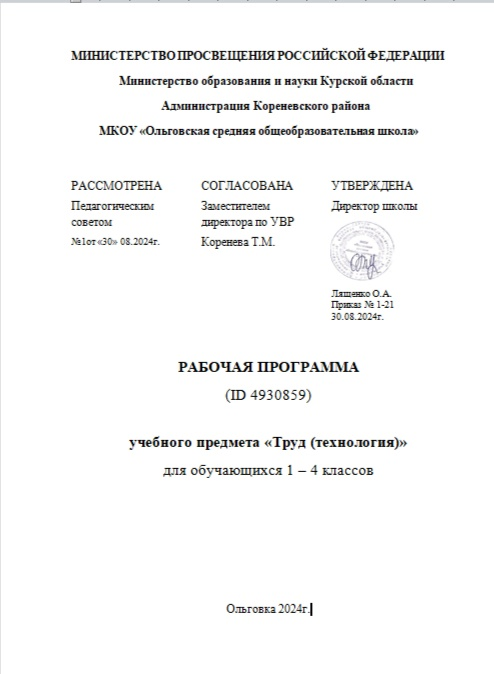 МИНИСТЕРСТВО ПРОСВЕЩЕНИЯ РОССИЙСКОЙ ФЕДЕРАЦИИ
Министерство образования и науки Курской области
Администрация Кореневского района
МКОУ «Ольговская средняя общеобразовательная школа»
РАССМОТРЕНА
Педагогическим
советом
№1от «30» 08.2024г.
СОГЛАСОВАНА
Заместителем
директора по УВР
Коренева Т.М.
УТВЕРЖДЕНА
Директор школы
Лященко О.А.
Приказ № 1-21
30.08.2024г.
РАБОЧАЯ ПРОГРАММА
(ID 4930859)
учебного предмета «Труд (технология)»
для обучающихся 1 – 4 классов
Ольговка 2024г.